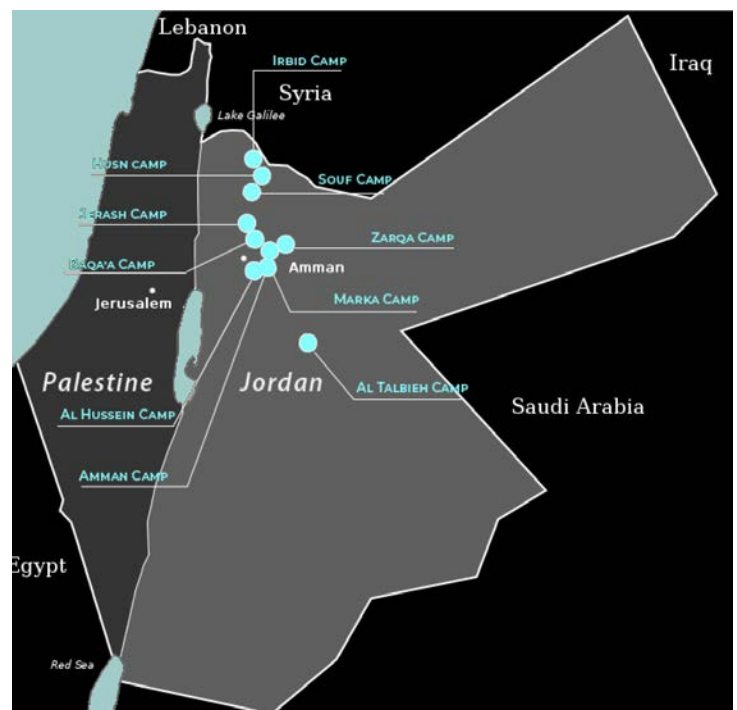 Lebanon
Irbid Camp
Iraq
Syria
Lake Galilee
Husn camp
Souf Camp
Jerash Camp
Zarqa Camp
Baqa'a Camp
Amman
Jerusalem
Marka Camp
Palestine
Jordan
Al Talbieh Camp
Saudi Arabia
Al Hussein Camp
Amman Camp
Egypt
Red Sea